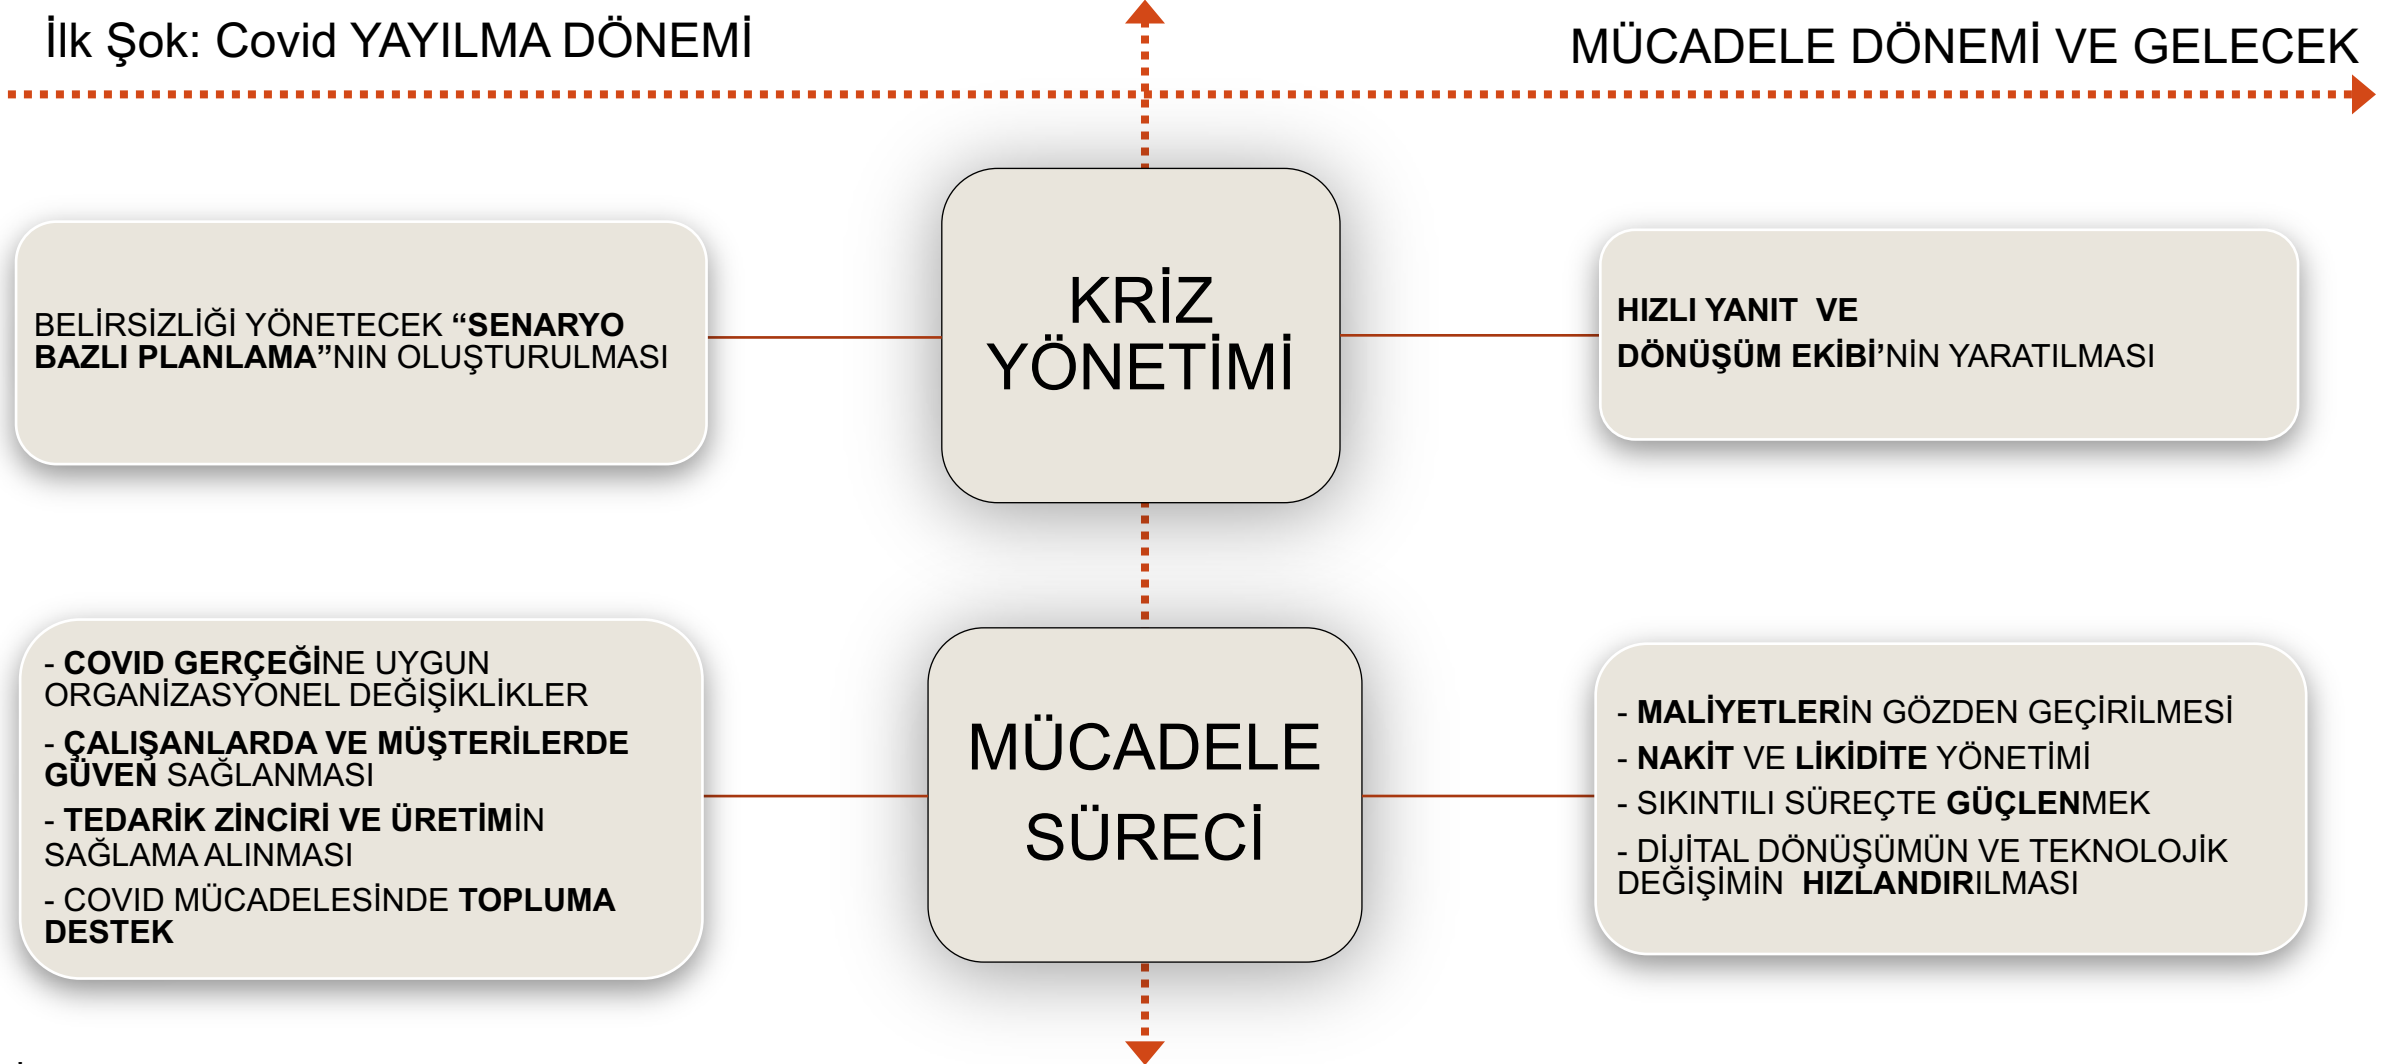 İlk Şok: Covid YAYILMA DÖNEMİ
MÜCADELE DÖNEMİ VE GELECEK
BELİRSİZLİĞİ YÖNETECEK “SENARYO
BAZLI PLANLAMA”NIN OLUŞTURULMASI
KRİZ
YÖNETİMİ
HIZLI YANIT  VE
DÖNÜŞÜM EKİBİ’NİN YARATILMASI
- COVID GERÇEĞİNE UYGUN
ORGANİZASYONEL DEĞİŞİKLİKLER
- ÇALIŞANLARDA VE MÜŞTERİLERDE
GÜVEN SAĞLANMASI
- TEDARİK ZİNCİRİ VE ÜRETİMİN
SAĞLAMA ALINMASI
- COVID MÜCADELESİNDE TOPLUMA
DESTEK
MÜCADELE
SÜRECİ
- MALİYETLERİN GÖZDEN GEÇİRİLMESİ
- NAKİT VE LİKİDİTE YÖNETİMİ
- SIKINTILI SÜREÇTE GÜÇLENMEK
- DİJİTAL DÖNÜŞÜMÜN VE TEKNOLOJİK
DEĞİŞİMİN  HIZLANDIRILMASI